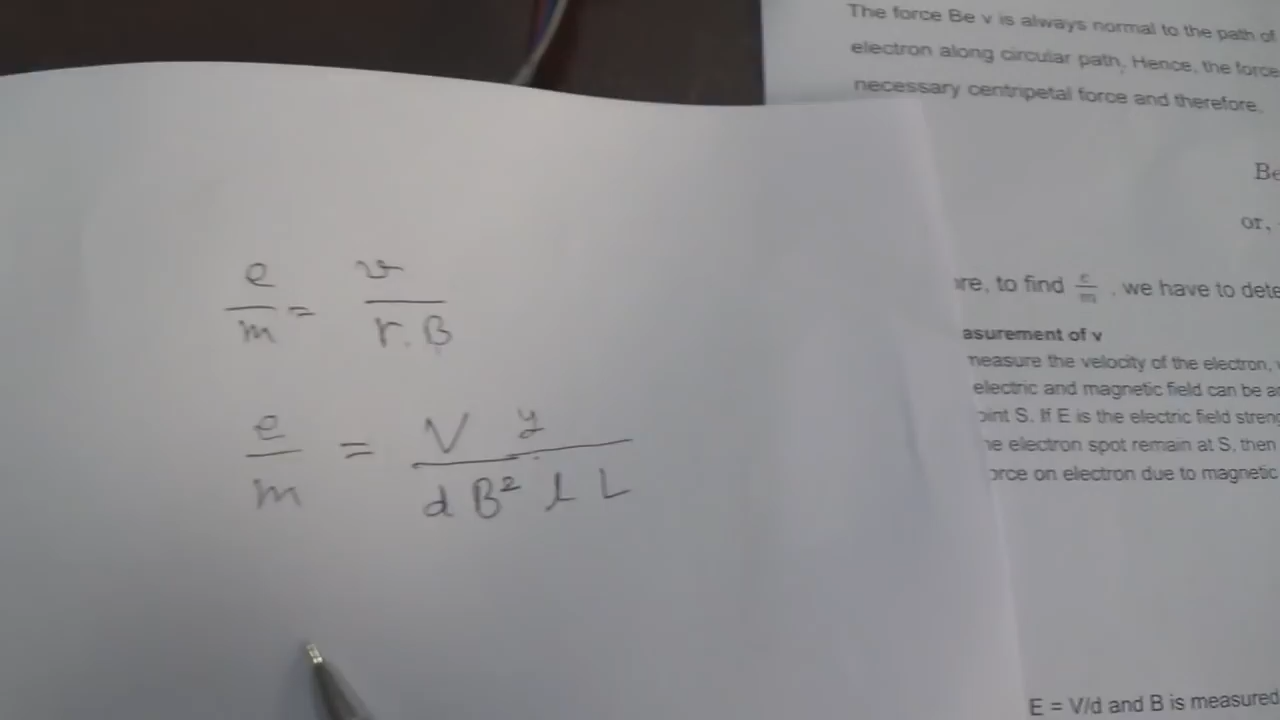 e/m = v/r.B
e/m = V y/d B² l L
The force Be v is always normal to the path of
electron along circular path, Hence, the force
necessary centripetal force and therefore,
Be
or,
re, to find e/m , we have to dete
asurement of v
measure the velocity of the electron,
electric and magnetic field can be a
oint S. If E is the electric field streng
e electron spot remain at S, then
orce on electron due to magnetic
E = V/d and B is measured